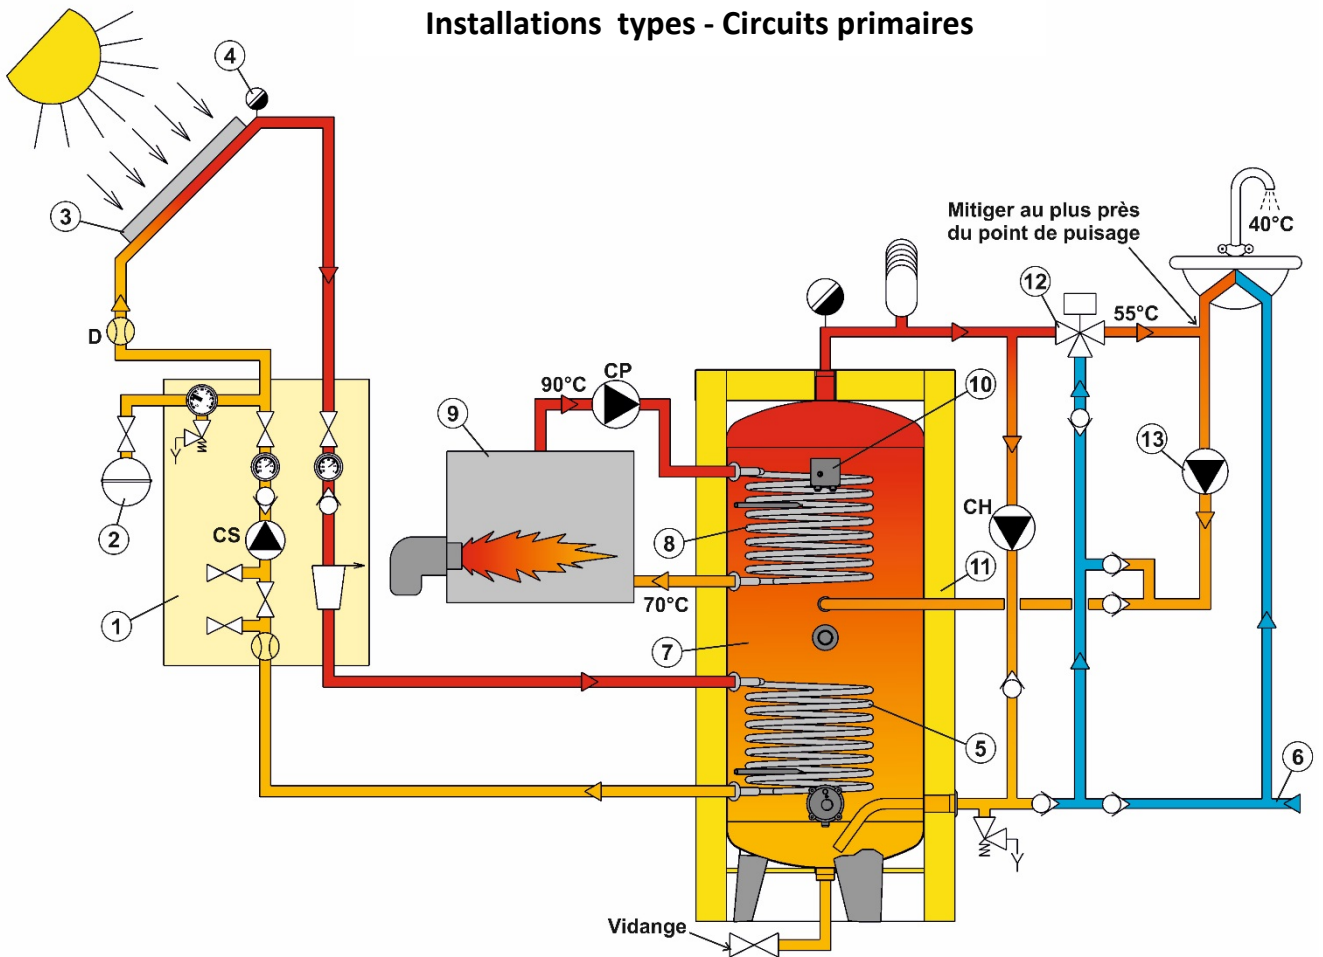 Installations types - Circuits primaires
4
3
40°C
Mitiger au plus près
du point de puisage
12
55°C
D
CP
90°C
10
9
13
2
CS
CH
8
11
70°C
1
7
5
6
Vidange